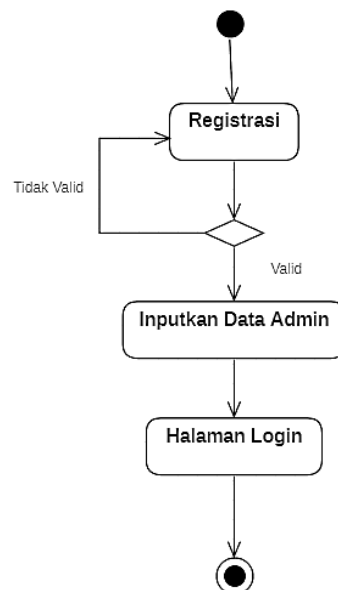 Registrasi
Tidak Valid
Valid
Inputkan Data Admin
Halaman Login